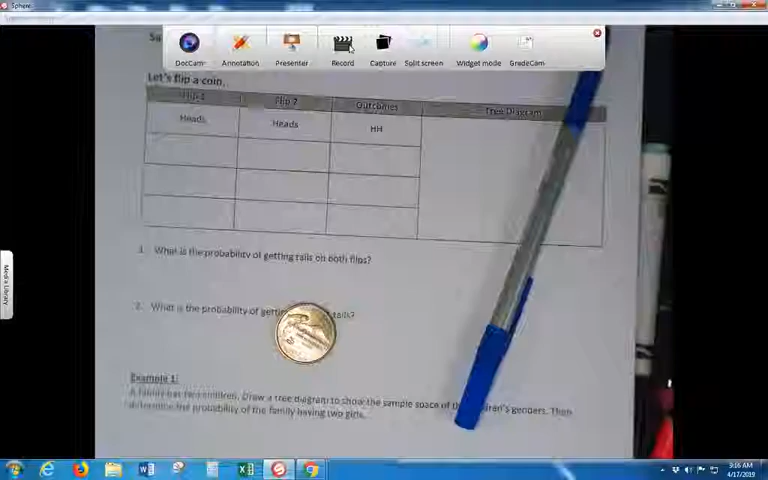 Sphere
DocCam Annotation Presenter Record Capture Split screen Widget mode GradeCam
Let's flip a coin..
Flip 1 Flip 2 Outcomes Tree Diagram
Heads Heads HH
1. What is the probability of getting tails on both flips?
2. What is the probability of getting tails?
Example 1:
A family has two children. Draw a tree diagram to show the sample space of the children's genders. Then
determine the probability of the family having two girls.
Media Library
3:16 AM
4/17/2019